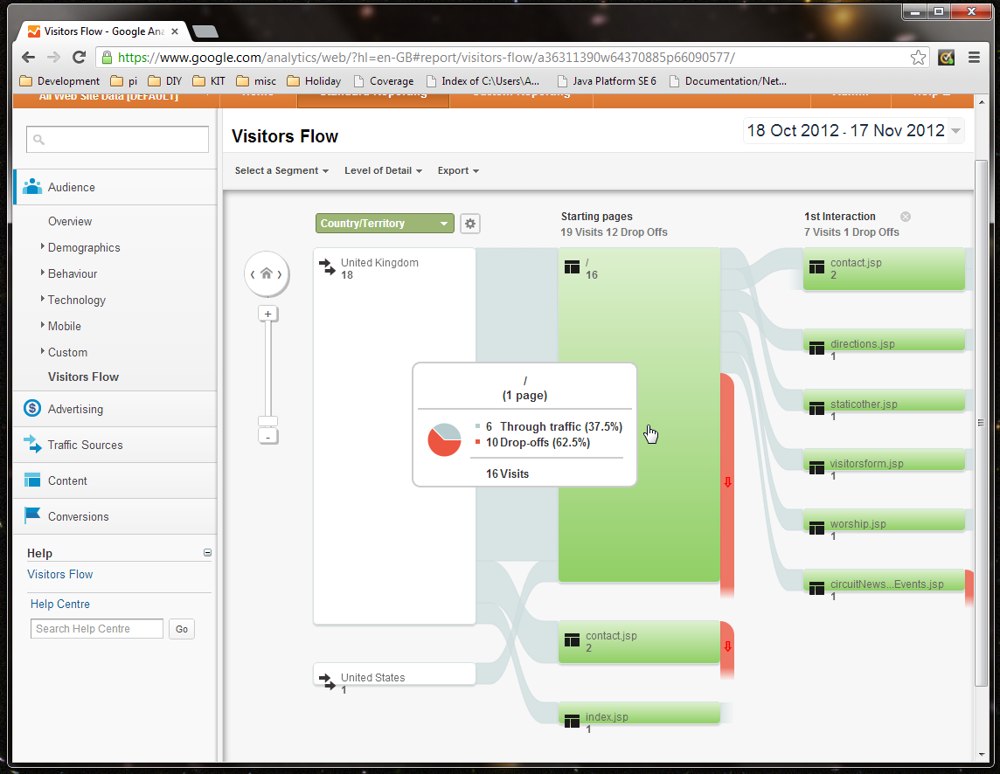 Visitors Flow - Google Ana
https://www.google.com/analytics/web/?hl=en-GB#report/visitors-flow/a36311390w64370885p66090577/
Development pi DIY KIT misc Holiday Coverage Index of C:\Users\A... Java Platform SE 6 Documentation/Net...
All Web Site Data [DEFAULT] Home Standard Reporting Custom Reporting Admin Help
Visitors Flow
18 Oct 2012 - 17 Nov 2012
Select a Segment Level of Detail Export
Audience
Overview
Demographics
Behaviour
Technology
Mobile
Custom
Visitors Flow
Advertising
Traffic Sources
Content
Conversions
Help
Visitors Flow
Help Centre
Search Help Centre Go
Country/Territory
Starting pages
19 Visits 12 Drop Offs
1st Interaction
7 Visits 1 Drop Offs
+
-
United Kingdom
18
United States
1
/
16
contact.jsp
2
index.jsp
1
/
(1 page)
6 Through traffic (37.5%)
10 Drop-offs (62.5%)
16 Visits
contact.jsp
2
directions.jsp
1
staticother.jsp
1
visitorsform.jsp
1
worship.jsp
1
circuitNews...Events.jsp
1